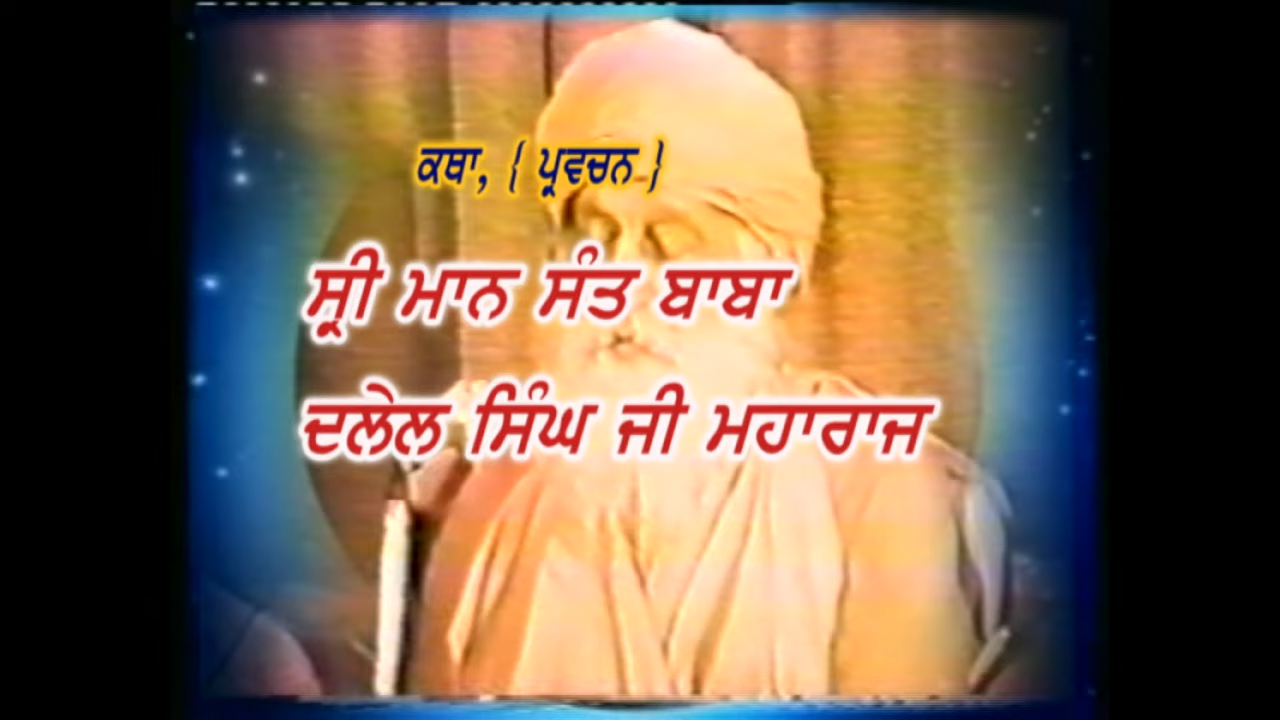 ਕਥਾ, { ਪ੍ਰਵਚਨ }
ਸ਼੍ਰੀ ਮਾਨ ਸੰਤ ਬਾਬਾ
ਦਲੇਲ ਸਿੰਘ ਜੀ ਮਹਾਰਾਜ